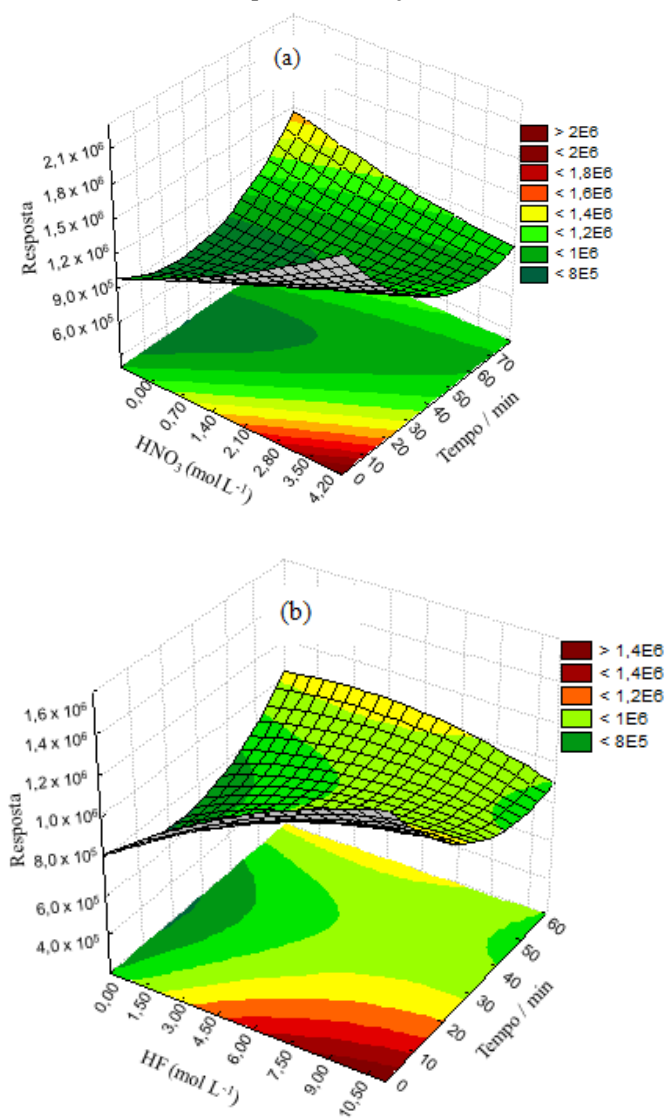 (a)
2,1 x 10⁶
1,8 x 10⁶
1,5 x 10⁶
1,2 x 10⁶
9,0 x 10⁵
6,0 x 10⁵
Resposta
> 2E6
< 2E6
< 1,8E6
< 1,6E6
< 1,4E6
< 1,2E6
< 1E6
< 8E5
0,00
0,70
1,40
2,10
2,80
3,50
4,20
HNO₃ (mol L⁻¹)
0
10
20
30
40
50
60
70
Tempo / min
(b)
1,6 x 10⁶
1,4 x 10⁶
1,2 x 10⁶
1,0 x 10⁶
8,0 x 10⁵
6,0 x 10⁵
4,0 x 10⁵
Resposta
> 1,4E6
< 1,4E6
< 1,2E6
< 1E6
< 8E5
0,00
1,50
3,00
4,50
6,00
7,50
9,00
10,50
HF (mol L⁻¹)
0
10
20
30
40
50
60
Tempo / min